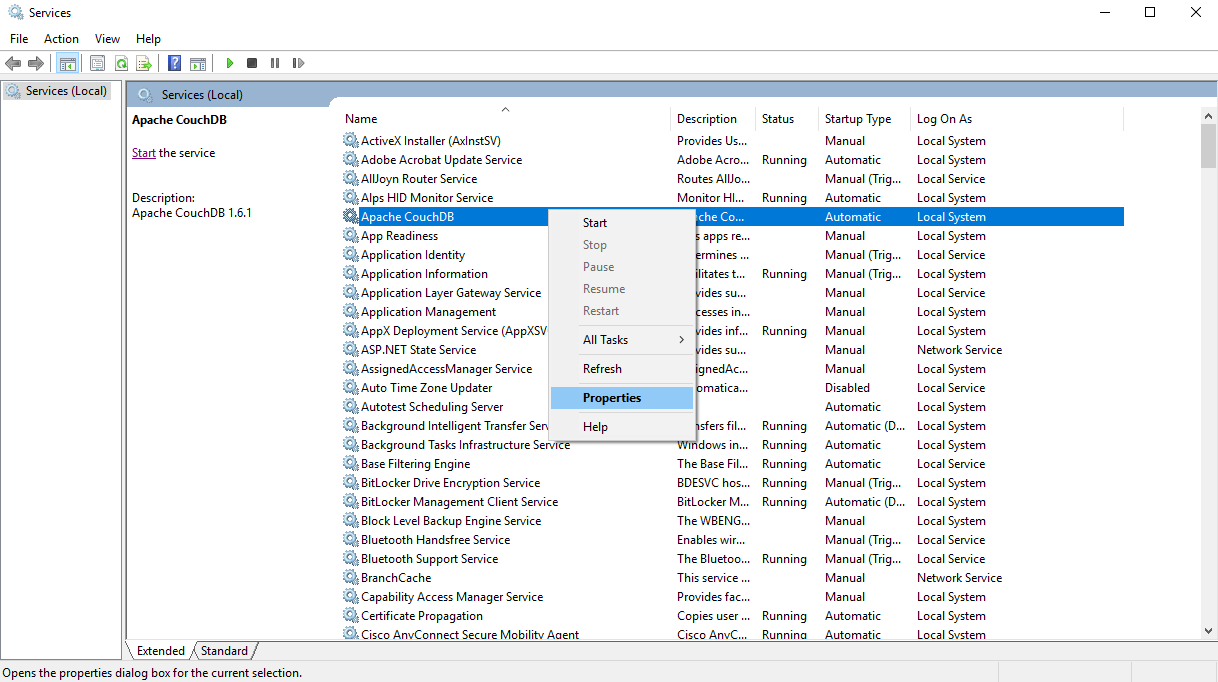 Services
File Action View Help
Services (Local)
Services (Local)
Apache CouchDB
Start the service
Description:
Apache CouchDB 1.6.1
Name Description Status Startup Type Log On As
ActiveX Installer (AxInstSV) Provides Us... Manual Local System
Adobe Acrobat Update Service Adobe Acro... Running Automatic Local System
AllJoyn Router Service Routes AllJo... Manual (Trig... Local Service
Alps HID Monitor Service Monitor HI... Running Automatic Local System
Apache CouchDB che Co... Automatic Local System
App Readiness s apps re... Manual Local System
Application Identity ermines ... Manual (Trig... Local Service
Application Information ilitates t... Running Manual (Trig... Local System
Application Layer Gateway Service vides su... Manual Local Service
Application Management cesses in... Manual Local System
AppX Deployment Service (AppXSV vides inf... Running Manual Local System
ASP.NET State Service vides su... Manual Network Service
AssignedAccessManager Service ignedAc... Manual Local System
Auto Time Zone Updater omatica... Disabled Local Service
Autotest Scheduling Server Automatic Local System
Background Intelligent Transfer Serv nsfers fil... Running Automatic (D... Local System
Background Tasks Infrastructure Service Windows in... Running Automatic Local System
Base Filtering Engine The Base Fil... Running Automatic Local Service
BitLocker Drive Encryption Service BDESVC hos... Running Manual (Trig... Local System
BitLocker Management Client Service BitLocker M... Running Automatic (D... Local System
Block Level Backup Engine Service The WBENG... Manual Local System
Bluetooth Handsfree Service Enables wir... Manual (Trig... Local Service
Bluetooth Support Service The Bluetoo... Running Manual (Trig... Local Service
BranchCache This service ... Manual Network Service
Capability Access Manager Service Provides fac... Manual Local System
Certificate Propagation Copies user ... Running Automatic Local System
Cisco AnyConnect Secure Mobility Agent Cisco AnyC... Running Automatic Local System
Start
Stop
Pause
Resume
Restart
All Tasks
Refresh
Properties
Help
Extended Standard
Opens the properties dialog box for the current selection.